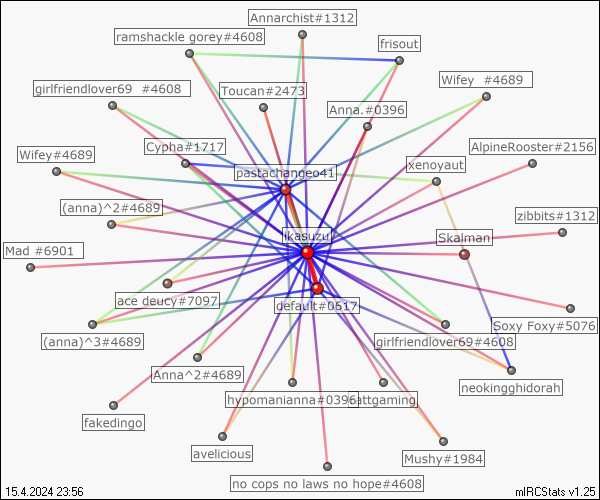 Annarchist#1312
ramshackle gorey#4608
frisout
Wifey #4689
girlfriendlover69 #4608
Toucan#2473
Anna.#0396
Cypha#1717
AlpineRooster#2156
Wifey#4689
xenoyaut
pastachangeo41
(anna)^2#4689
zibbits#1312
likasuzu
Skalman
Mad #6901
ace deucy#7097
default#0617
Soxy Foxy#5076
(anna)^3#4689
girlfriendlover69#4608
Anna^2#4689
neokingghidorah
hypomanianna#0396
attgaming
fakedingo
avelicious
Mushy#1984
no cops no laws no hope#4608
15.4.2024 23:56
mIRCStats v1.25